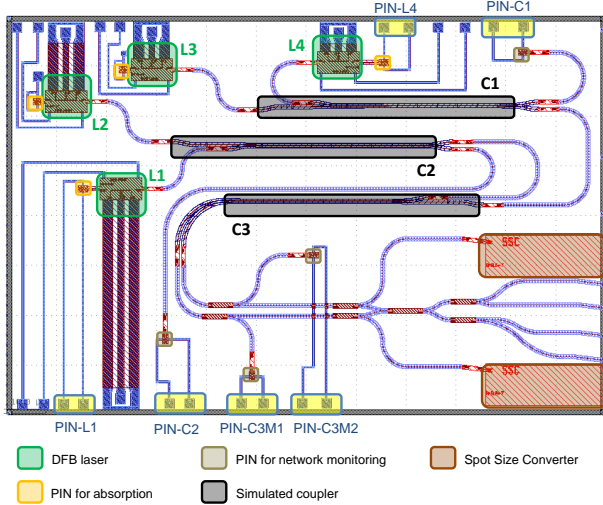 PIN-L4
PIN-C1
L3
L4
C1
L2
C2
L1
C3
SSC
SSC
PIN-L1
PIN-C2
PIN-C3M1
PIN-C3M2
DFB laser
PIN for network monitoring
Spot Size Converter
PIN for absorption
Simulated coupler